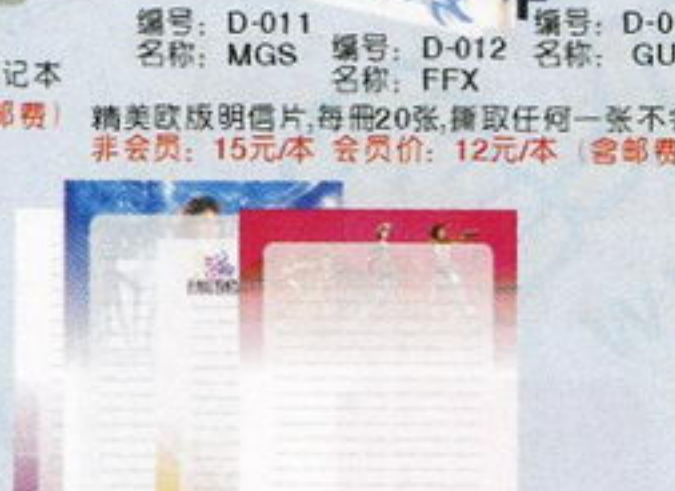 编号：D-011
名称：MGS
编号：D-012
名称：FFX
编号：D-0
名称：GU
记本
邮费）
精美欧版明信片,每冊20张,撕取任何一张不
非会员：15元/本 会员价：12元/本（含邮费